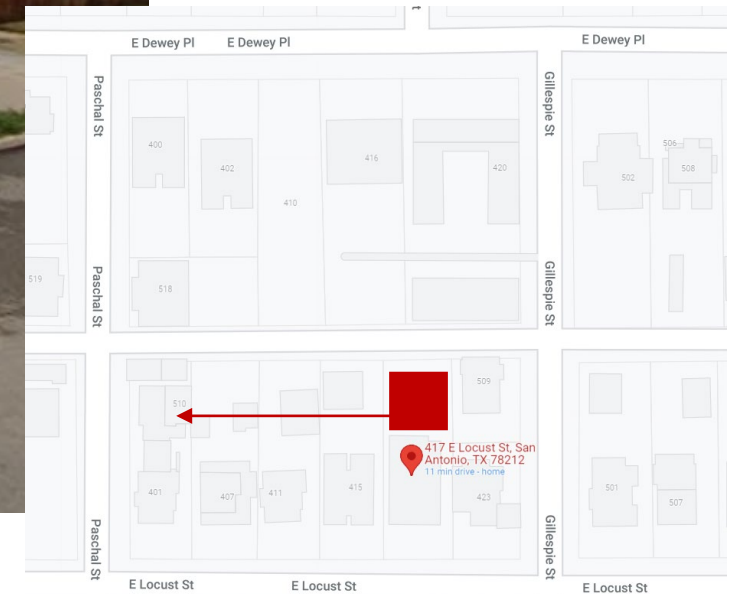 E Dewey Pl
E Dewey Pl
E Dewey Pl
Paschal St
Gillespie St
400
402
416
420
506
502
508
410
519
Paschal St
518
Gillespie St
509
510
417 E Locust St, San
Antonio, TX 78212
11 min drive - home
401
407
411
415
423
501
507
Paschal St
Gillespie St
E Locust St
E Locust St
E Locust St